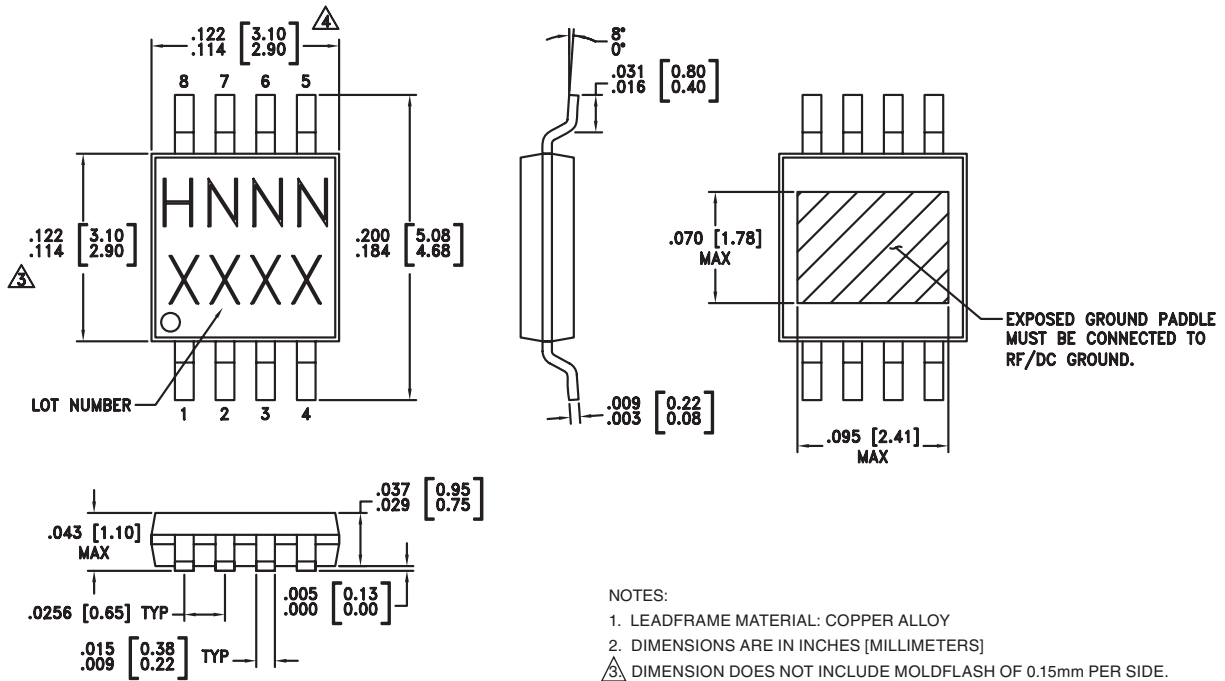 .122 [3.10]
.114 [2.90]
4
8 7 6 5
HNNN
XXXX
.122 [3.10]
.114 [2.90]
3
.200 [5.08]
.184 [4.68]
LOT NUMBER
1 2 3 4
8°
0°
.031 [0.80]
.016 [0.40]
.009 [0.22]
.003 [0.08]
.070 [1.78]
MAX
EXPOSED GROUND PADDLE
MUST BE CONNECTED TO
RF/DC GROUND.
.095 [2.41]
MAX
.043 [1.10]
MAX
.037 [0.95]
.029 [0.75]
.0256 [0.65] TYP
.005 [0.13]
.000 [0.00]
.015 [0.38]
.009 [0.22] TYP
NOTES:
1. LEADFRAME MATERIAL: COPPER ALLOY
2. DIMENSIONS ARE IN INCHES [MILLIMETERS]
3. DIMENSION DOES NOT INCLUDE MOLDFLASH OF 0.15mm PER SIDE.